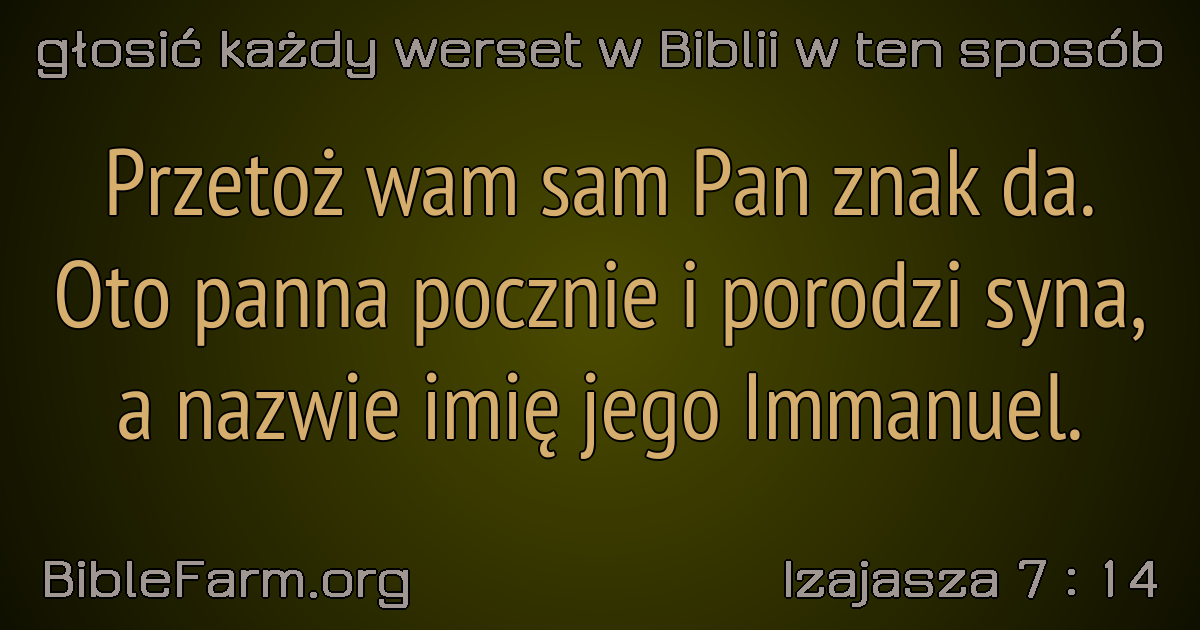 głosić każdy werset w Biblii w ten sposób
Przetoż wam sam Pan znak da.
Oto panna pocznie i porodzi syna,
a nazwie imię jego Immanuel.
BibleFarm.org
Izajasza 7 : 14